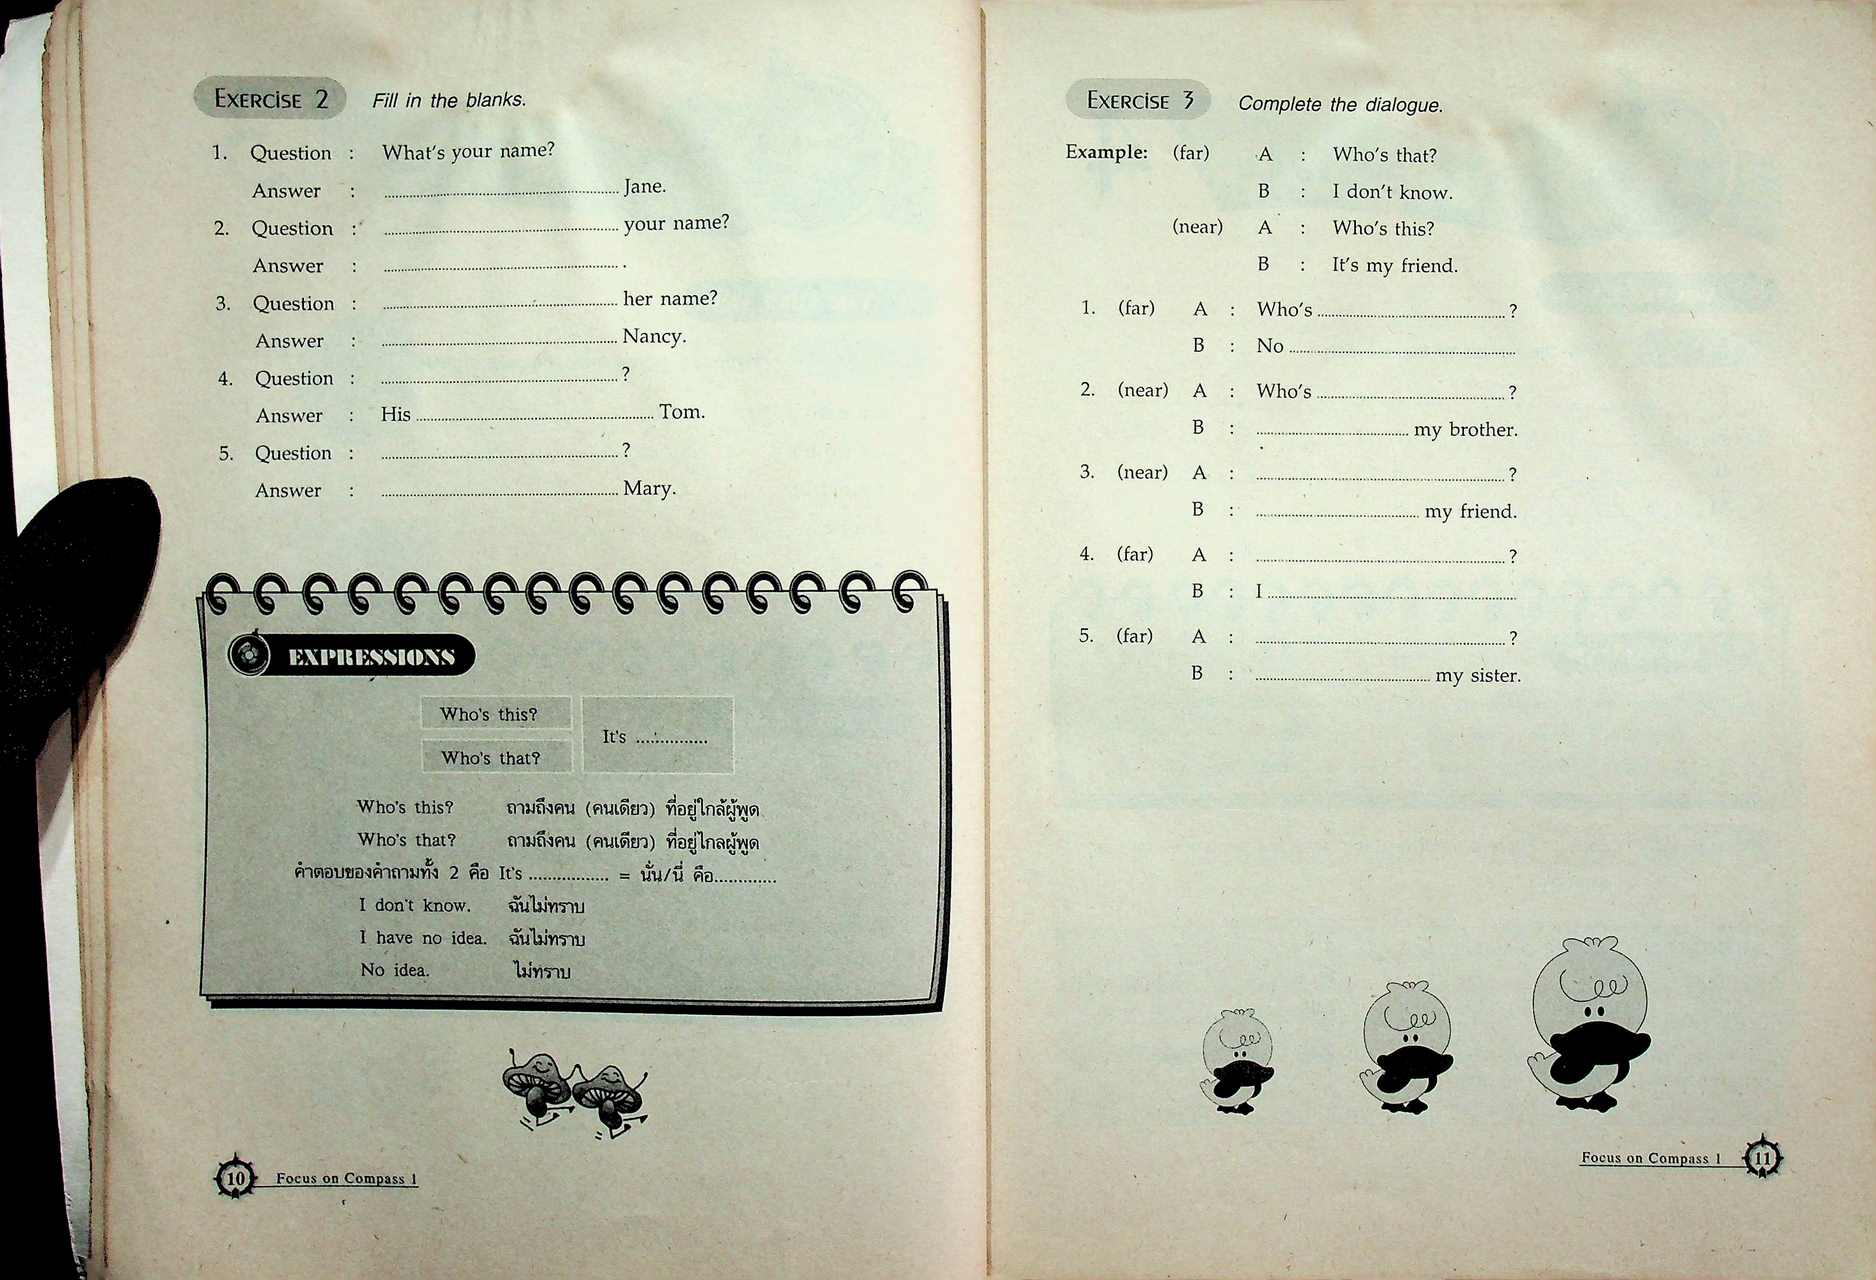 EXERCISE 2 Fill in the blanks.
1. Question : What's your name?
Answer : ........................................ Jane.
2. Question : ........................................ your name?
Answer : ........................................ .
3. Question : ........................................ her name?
Answer : ........................................ Nancy.
4. Question : ........................................ ?
Answer : His ........................................ Tom.
5. Question : ........................................ ?
Answer : ........................................ Mary.
EXPRESSIONS
Who's this?
It's ................
Who's that?
Who's this? ถามถึงคน (คนเดียว) ที่อยู่ใกล้ผู้พูด
Who's that? ถามถึงคน (คนเดียว) ที่อยู่ไกลผู้พูด
คำตอบของคำถามทั้ง 2 คือ It's ................ = นั่น/นี่ คือ.............
I don't know. ฉันไม่ทราบ
I have no idea. ฉันไม่ทราบ
No idea. ไม่ทราบ
10 Focus on Compass 1
EXERCISE 3 Complete the dialogue.
Example: (far) A : Who's that?
B : I don't know.
(near) A : Who's this?
B : It's my friend.
1. (far) A : Who's ........................................ ?
B : No ........................................
2. (near) A : Who's ........................................ ?
B : ........................................ my brother.
3. (near) A : ........................................ ?
B : ........................................ my friend.
4. (far) A : ........................................ ?
B : I ........................................
5. (far) A : ........................................ ?
B : ........................................ my sister.
Focus on Compass 1 11